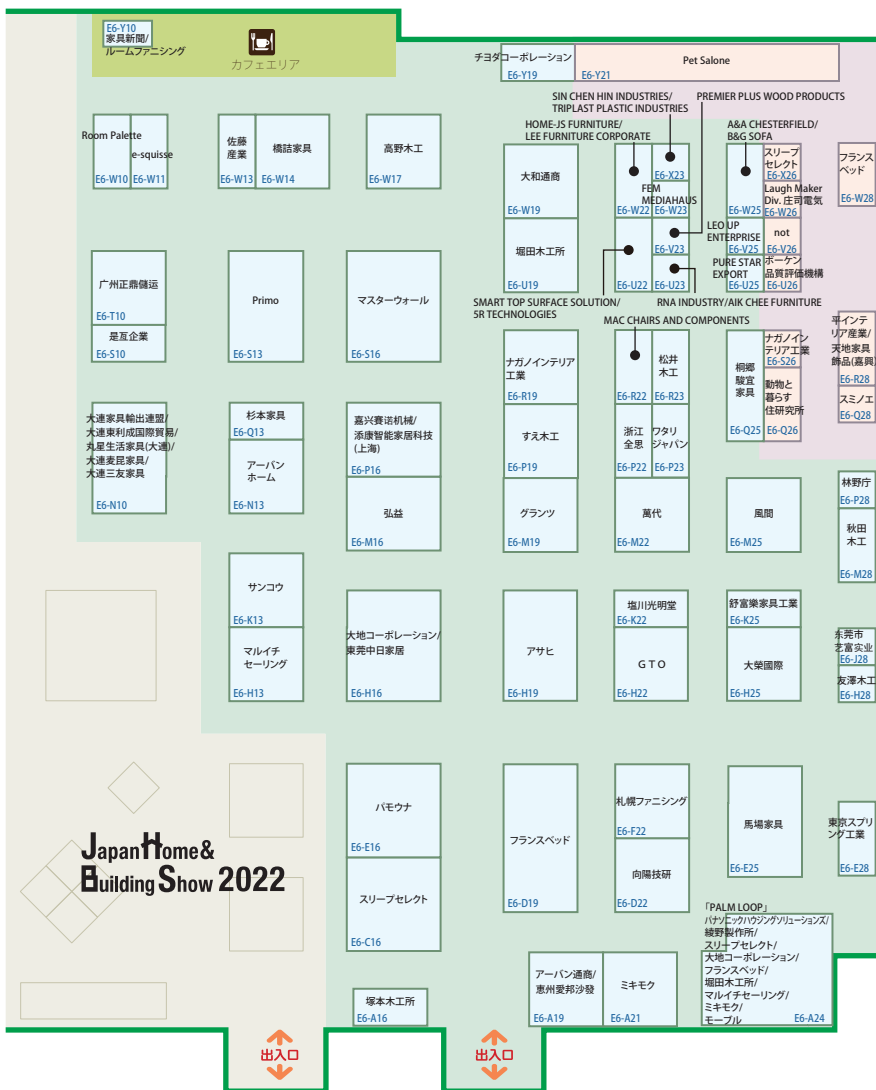 E6-Y10
家具新聞/
ルームファニシング
カフェエリア
チヨダコーポレーション
E6-Y19
Pet Salone
E6-Y21
SIN CHEN HIN INDUSTRIES/
TRIPLAST PLASTIC INDUSTRIES
PREMIER PLUS WOOD PRODUCTS
HOME-JS FURNITURE/
LEE FURNITURE CORPORATE
A&A CHESTERFIELD/
B&G SOFA
Room Palette
E6-W10
e-squisse
E6-W11
佐藤
産業
E6-W13
橋詰家具
E6-W14
高野木工
E6-W17
大和通商
E6-W19
E6-W22
E6-X23
FEM
MEDIAHAUS
E6-W23
E6-W25
スリープ
セレクト
E6-X26
Laugh Maker
Div. 庄司電気
E6-W26
フランス
ベッド
E6-W28
堀田木工所
E6-U19
E6-U22
E6-V23
E6-U23
LEO UP
ENTERPRISE
E6-V25
not
E6-V26
PURE STAR
EXPORT
E6-U25
ボーケン
品質評価機構
E6-U26
SMART TOP SURFACE SOLUTION/
5R TECHNOLOGIES
RNA INDUSTRY/AIK CHEE FURNITURE
MAC CHAIRS AND COMPONENTS
广州正鼎儲运
E6-T10
是亙企業
E6-S10
Primo
E6-S13
マスターウォール
E6-S16
ナガノインテリア
工業
E6-R19
E6-R22
松井
木工
E6-R23
桐郷
駿宜
家具
E6-Q25
ナガノイン
テリア工業
E6-S26
動物と
暮らす
住研究所
E6-Q26
平インテ
リア産業/
天地家具
飾品(嘉興)
E6-R28
スミノエ
E6-Q28
大連家具輸出連盟/
大連東利成国際貿易/
丸星生活家具(大連)/
大連麦昆家具/
大連三友家具
E6-N10
杉本家具
E6-Q13
アーバン
ホーム
E6-N13
嘉兴赛诺机械/
添康智能家居科技
(上海)
E6-P16
弘益
E6-M16
すえ木工
E6-P19
浙江
全思
E6-P22
ワタリ
ジャパン
E6-P23
グランツ
E6-M19
萬代
E6-M22
風間
E6-M25
林野庁
E6-P28
秋田
木工
E6-M28
サンコウ
E6-K13
マルイチ
セーリング
E6-H13
大地コーポレーション/
東莞中日家居
E6-H16
アサヒ
E6-H19
塩川光明堂
E6-K22
GTO
E6-H22
舒富樂家具工業
E6-K25
大榮國際
E6-H25
东莞市
艺富实业
E6-J28
友澤木工
E6-H28
パモウナ
E6-E16
スリープセレクト
E6-C16
フランスベッド
E6-D19
札幌ファニシング
E6-F22
向陽技研
E6-D22
馬場家具
E6-E25
東京スプリ
ング工業
E6-E28
Japan Home &
Building Show 2022
塚本木工所
E6-A16
アーバン通商/
恵州愛邦沙發
E6-A19
ミキモク
E6-A21
「PALM LOOP」
パナソニックハウジングソリューションズ/
綾野製作所/
スリープセレクト/
大地コーポレーション/
フランスベッド/
堀田木工所/
マルイチセーリング/
ミキモク/
モーブル
E6-A24
出入口
出入口